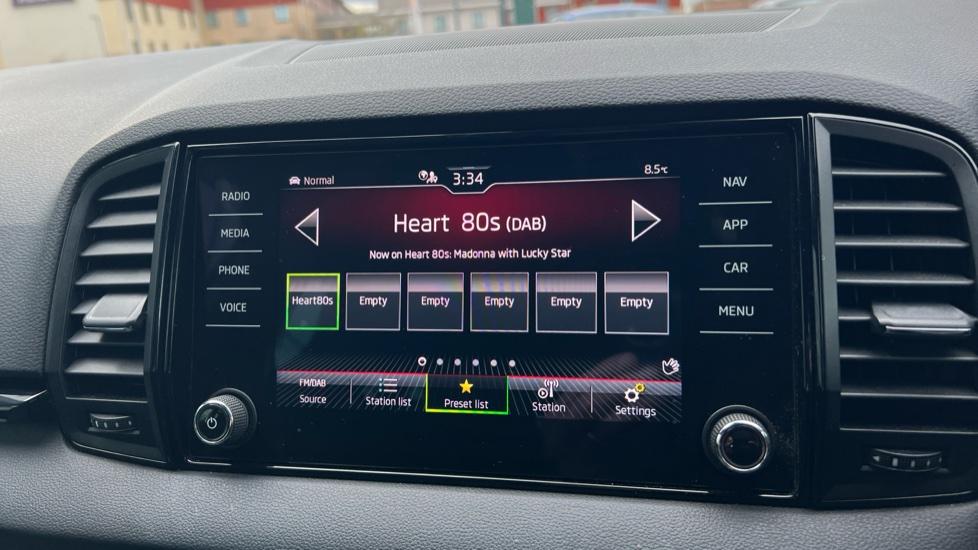 Normal 3:34 8.5℃
RADIO
MEDIA
PHONE
VOICE
Heart 80s (DAB)
Now on Heart 80s: Madonna with Lucky Star
Heart80s Empty Empty Empty Empty Empty
FM/DAB
Source
Station list
Preset list
Station
Settings
NAV
APP
CAR
MENU